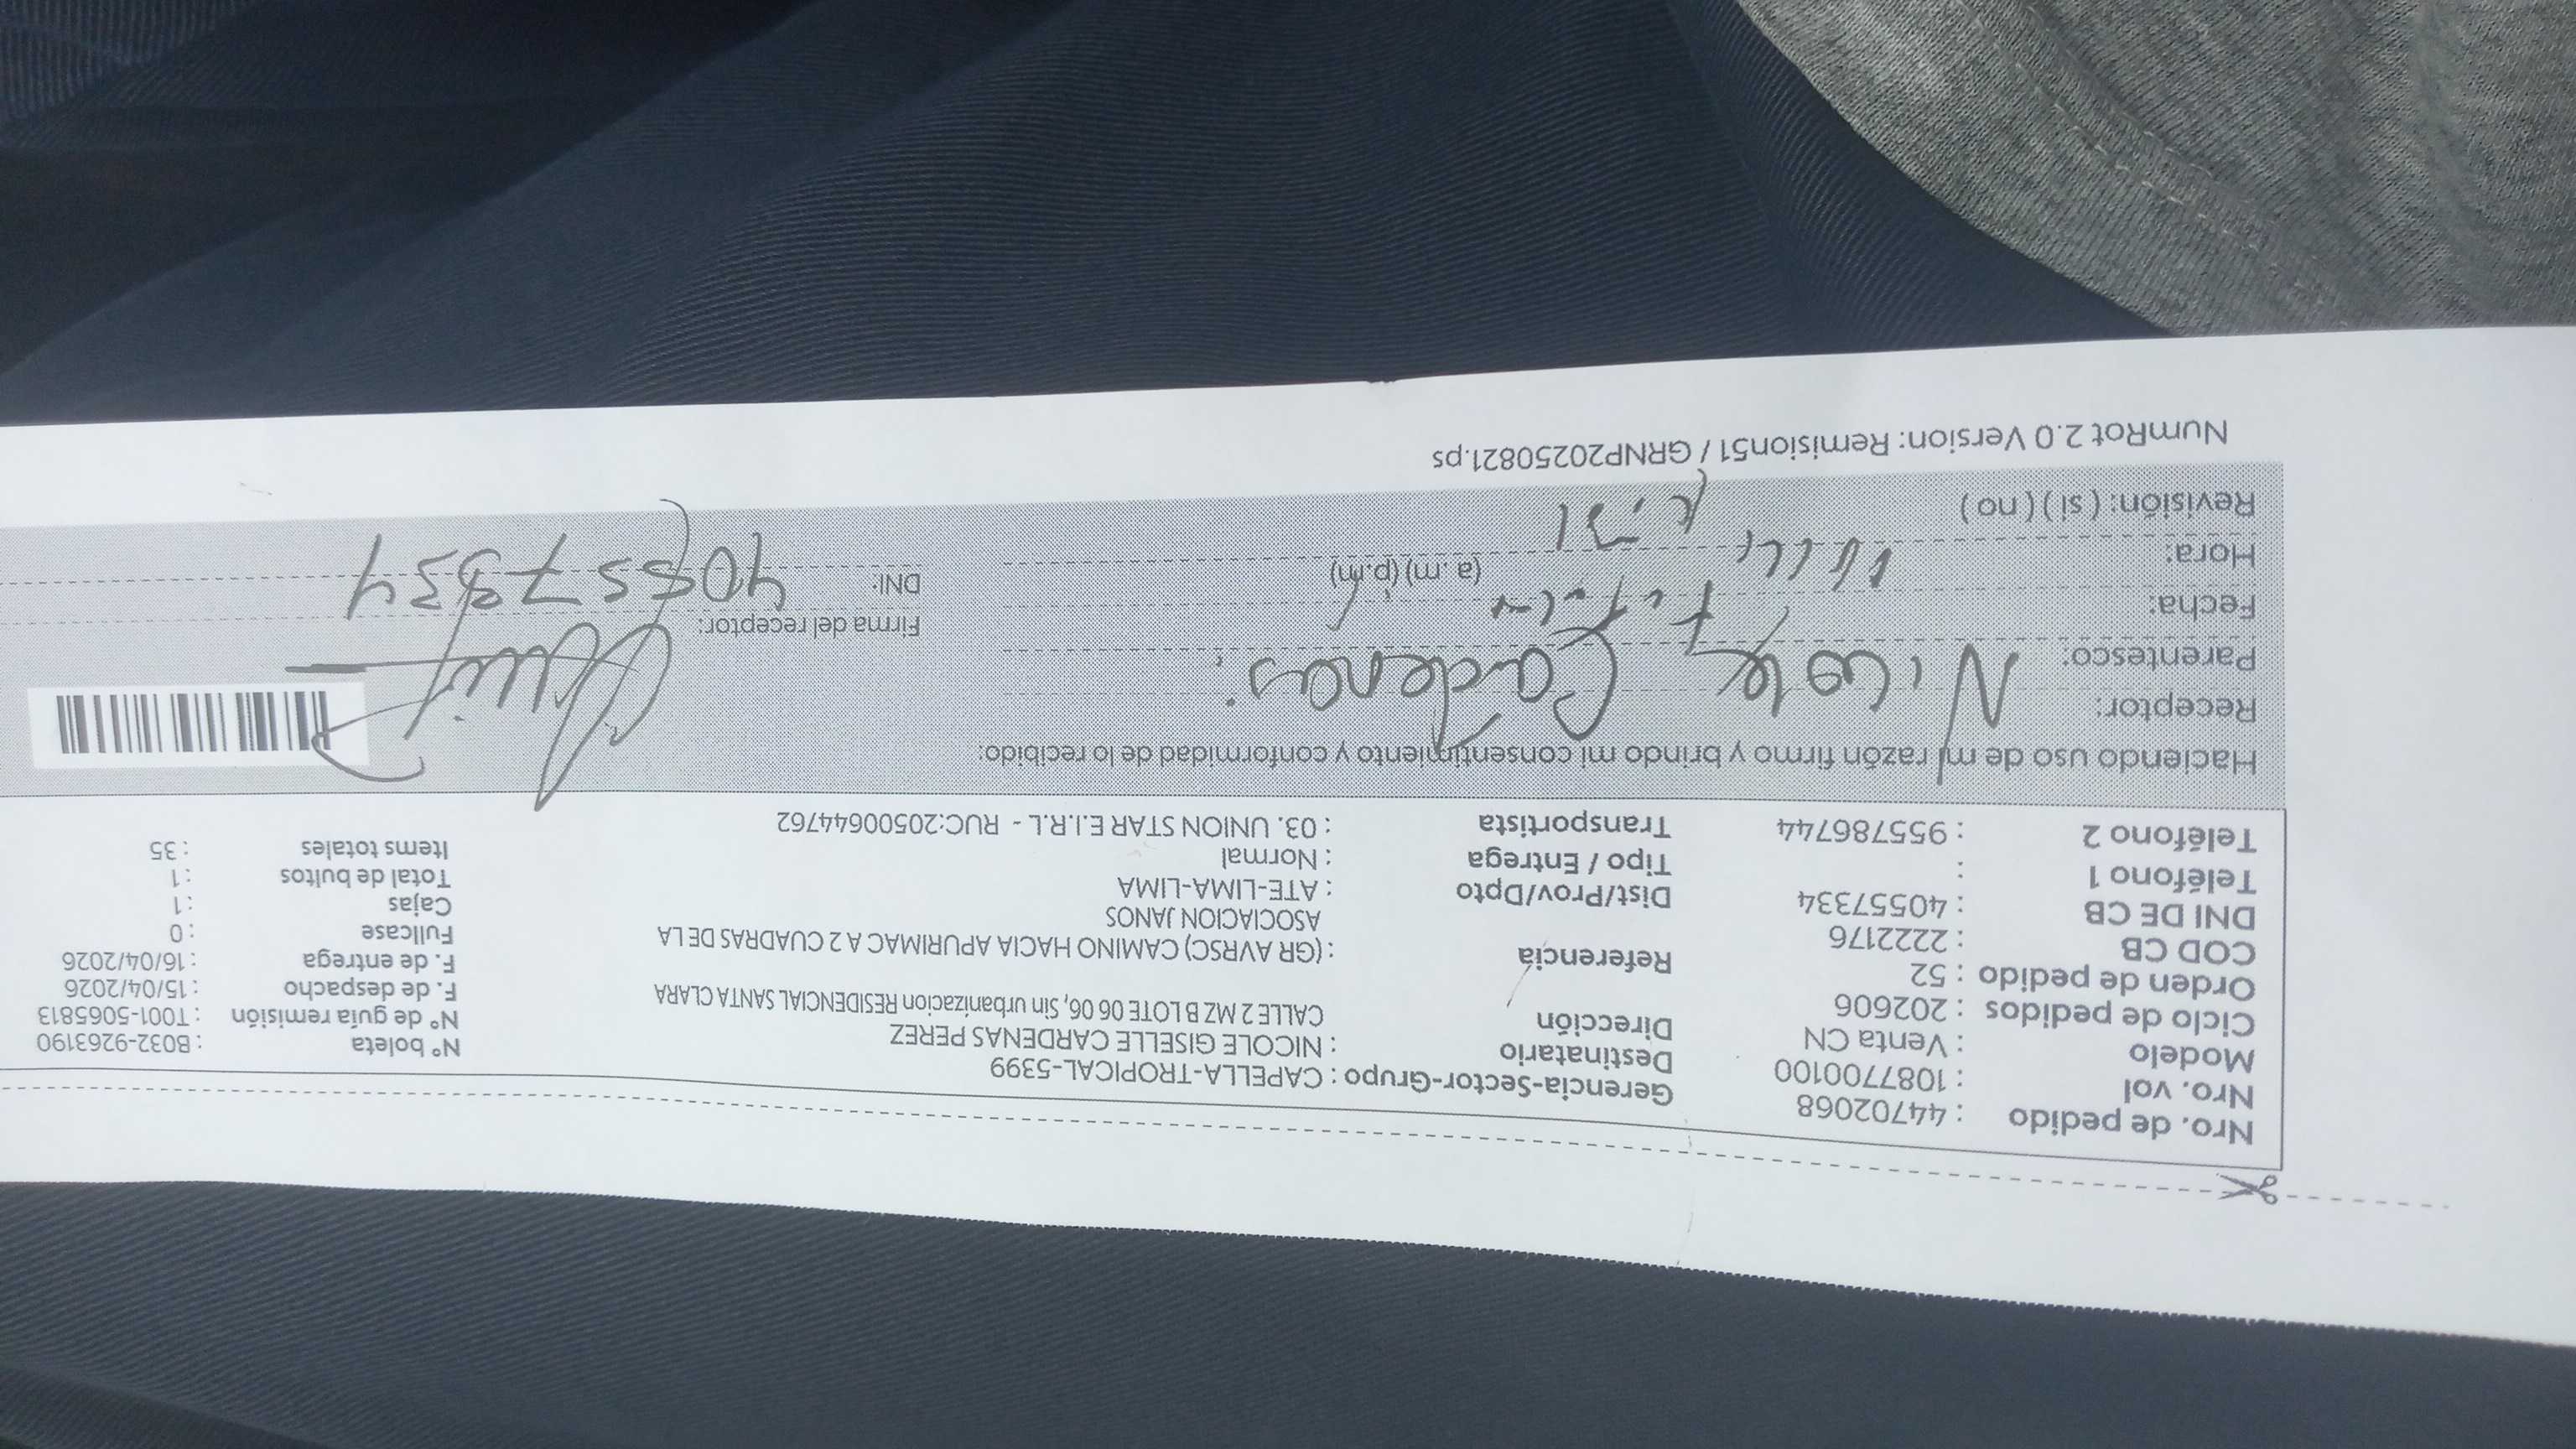 Nro. de pedido : 44702068
Nro. vol : 1087700100
Modelo : Venta CN
Ciclo de pedidos : 202606
Orden de pedido : 52
COD CB : 2222176
DNI DE CB : 40557334
Teléfono 1 :
Teléfono 2 : 955786744
Gerencia-Sector-Grupo : CAPELLA-TROPICAL-5399
Destinatario : NICOLE GISELLE CARDENAS PEREZ
Dirección CALLE 2 MZ B LOTE 06 06, Sin urbanizacion RESIDENCIAL SANTA CLARA
Referencia : (GR AVRSC) CAMINO HACIA APURIMAC A 2 CUADRAS DE LA
ASOCIACION JANOS
Dist/Prov/Dpto : ATE-LIMA-LIMA
Tipo / Entrega : Normal
Transportista : 03. UNION STAR E.I.R.L - RUC:20500644762
N° boleta : B032-9263190
N° de guía remisión : T001-5065813
F. de despacho : 15/04/2026
F. de entrega : 16/04/2026
Fullcase : 0
Cajas : 1
Total de bultos : 1
Items totales : 35
Haciendo uso de mi razón firmo y brindo mi consentimiento y conformidad de lo recibido:
Receptor: Nicole Cardenas
Parentesco:
Fecha:
Hora: (a.m) (p.m)
Revisión: ( si ) ( no )
Firma del receptor:
DNI: 40557334
NumRot 2.0 Version: Remision51 / GRNP20250821.ps